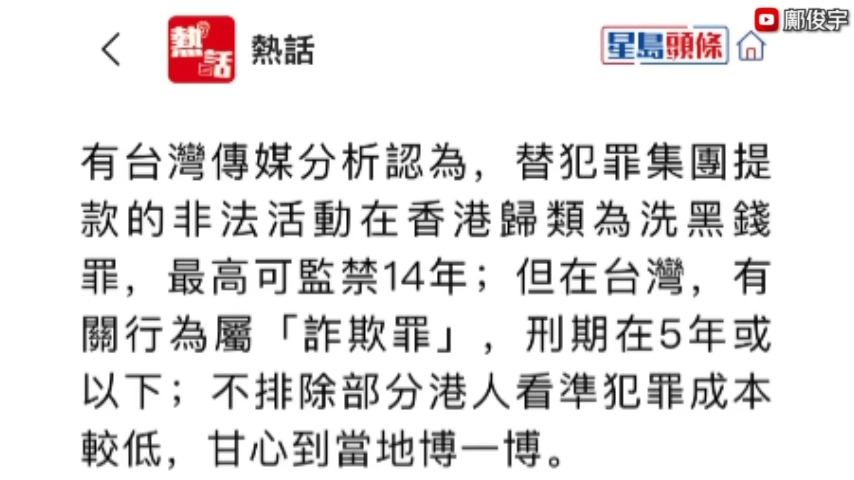 鄺俊宇
熱話
熱話
星島頭條
有台灣傳媒分析認為，替犯罪集團提
款的非法活動在香港歸類為洗黑錢
罪，最高可監禁14年；但在台灣，有
關行為屬「詐欺罪」，刑期在5年或
以下；不排除部分港人看準犯罪成本
較低，甘心到當地博一博。